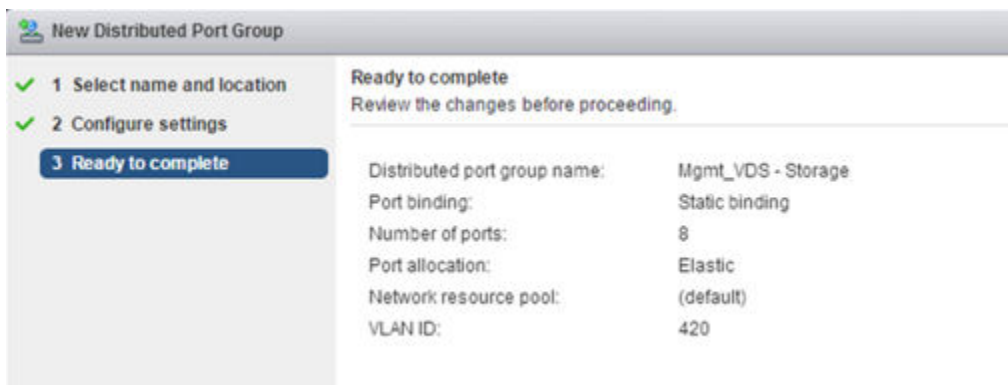 New Distributed Port Group
1 Select name and location
2 Configure settings
3 Ready to complete
Ready to complete
Review the changes before proceeding.
Distributed port group name: Mgmt_VDS - Storage
Port binding: Static binding
Number of ports: 8
Port allocation: Elastic
Network resource pool: (default)
VLAN ID: 420